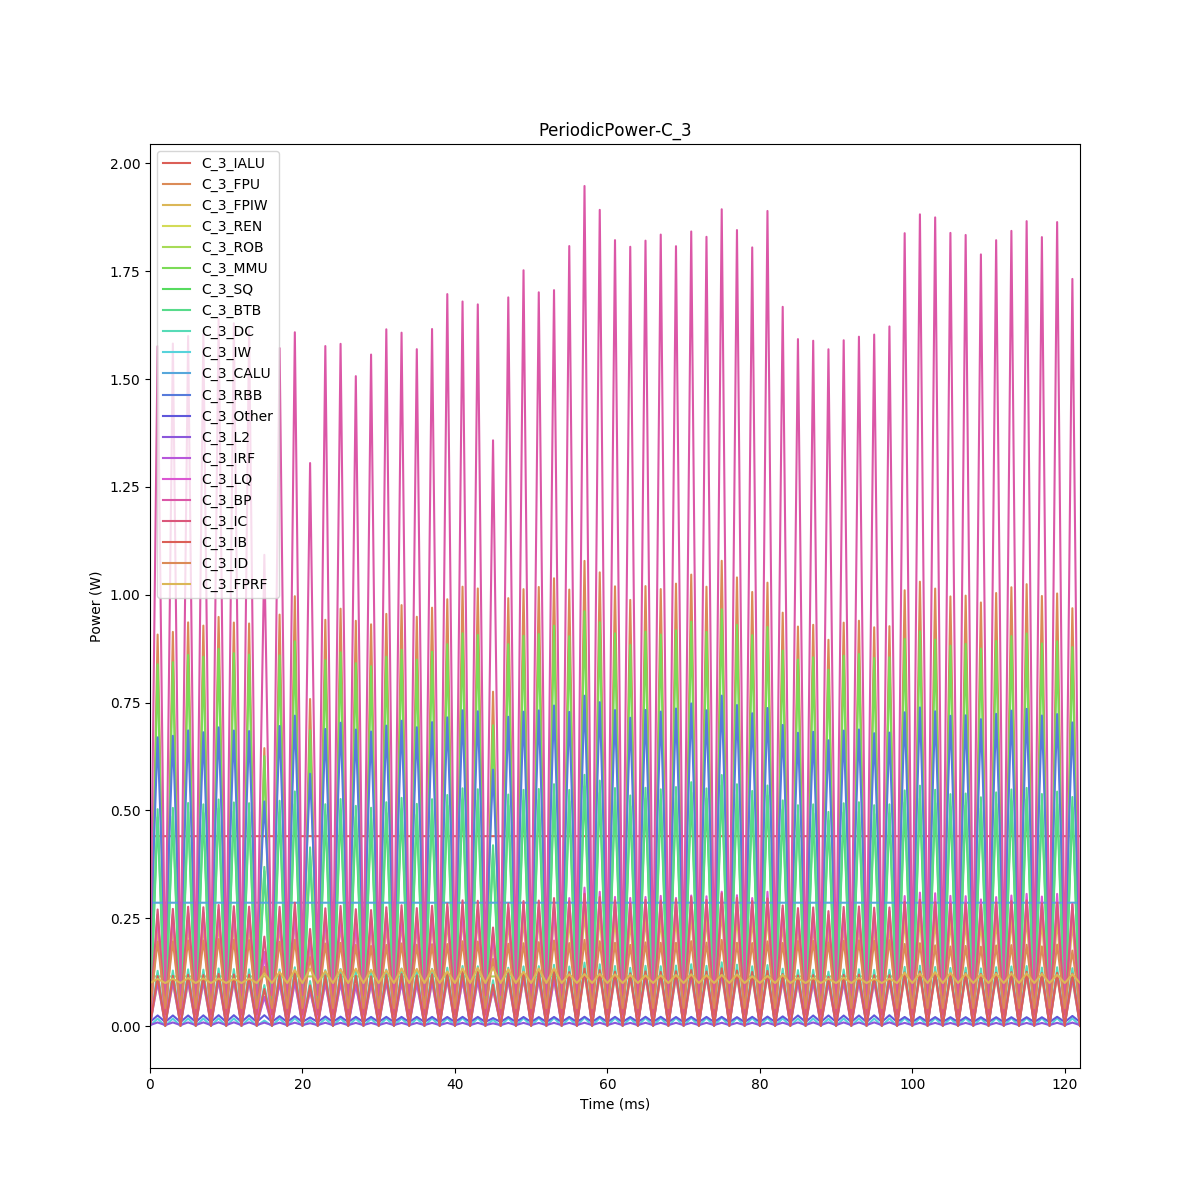 PeriodicPower-C_3
2.00
1.75
1.50
1.25
1.00
0.75
0.50
0.25
0.00
Power (W)
C_3_IALU
C_3_FPU
C_3_FPIW
C_3_REN
C_3_ROB
C_3_MMU
C_3_SQ
C_3_BTB
C_3_DC
C_3_IW
C_3_CALU
C_3_RBB
C_3_Other
C_3_L2
C_3_IRF
C_3_LQ
C_3_BP
C_3_IC
C_3_IB
C_3_ID
C_3_FPRF
0 20 40 60 80 100 120
Time (ms)